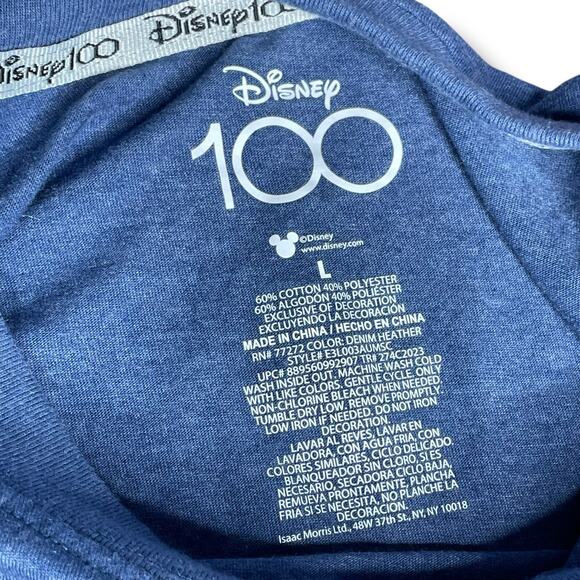 DISNEY100 DISNEY100
DISNEY
100
©Disney
www.disney.com
L
60% COTTON 40% POLYESTER
60% ALGODÓN 40% POLIÉSTER
EXCLUSIVE OF DECORATION
EXCLUYENDO LA DECORACIÓN
MADE IN CHINA / HECHO EN CHINA
RN# 77272 COLOR: DENIM HEATHER
STYLE# E3L003AUMSC
UPC# 889560992907 TR# 274C2023
WASH INSIDE OUT. MACHINE WASH COLD
WITH LIKE COLORS. GENTLE CYCLE. ONLY
NON-CHLORINE BLEACH WHEN NEEDED.
TUMBLE DRY LOW. REMOVE PROMPTLY.
LOW IRON IF NEEDED. DO NOT IRON
DECORATION.
LAVAR AL REVES, LAVAR EN
LAVADORA, CON AGUA FRIA, CON
COLORES SIMILARES, CICLO DELICADO.
BLANQUEADOR SIN CLORO, SI ES
NECESARIO, SECADORA CICLO BAJA,
REMUEVA PRONTAMENTE, PLANCHA
FRIA SI SE NECESITA, NO PLANCHE LA
DECORACION.
Isaac Morris Ltd., 48W 37th St., NY, NY 10018